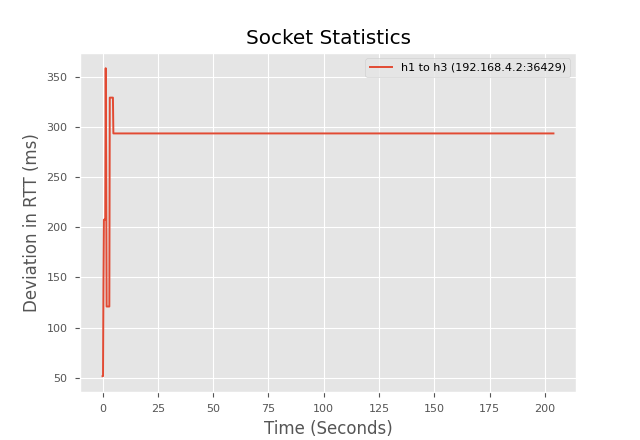 Socket Statistics
h1 to h3 (192.168.4.2:36429)
Deviation in RTT (ms)
350
300
250
200
150
100
50
0 25 50 75 100 125 150 175 200
Time (Seconds)